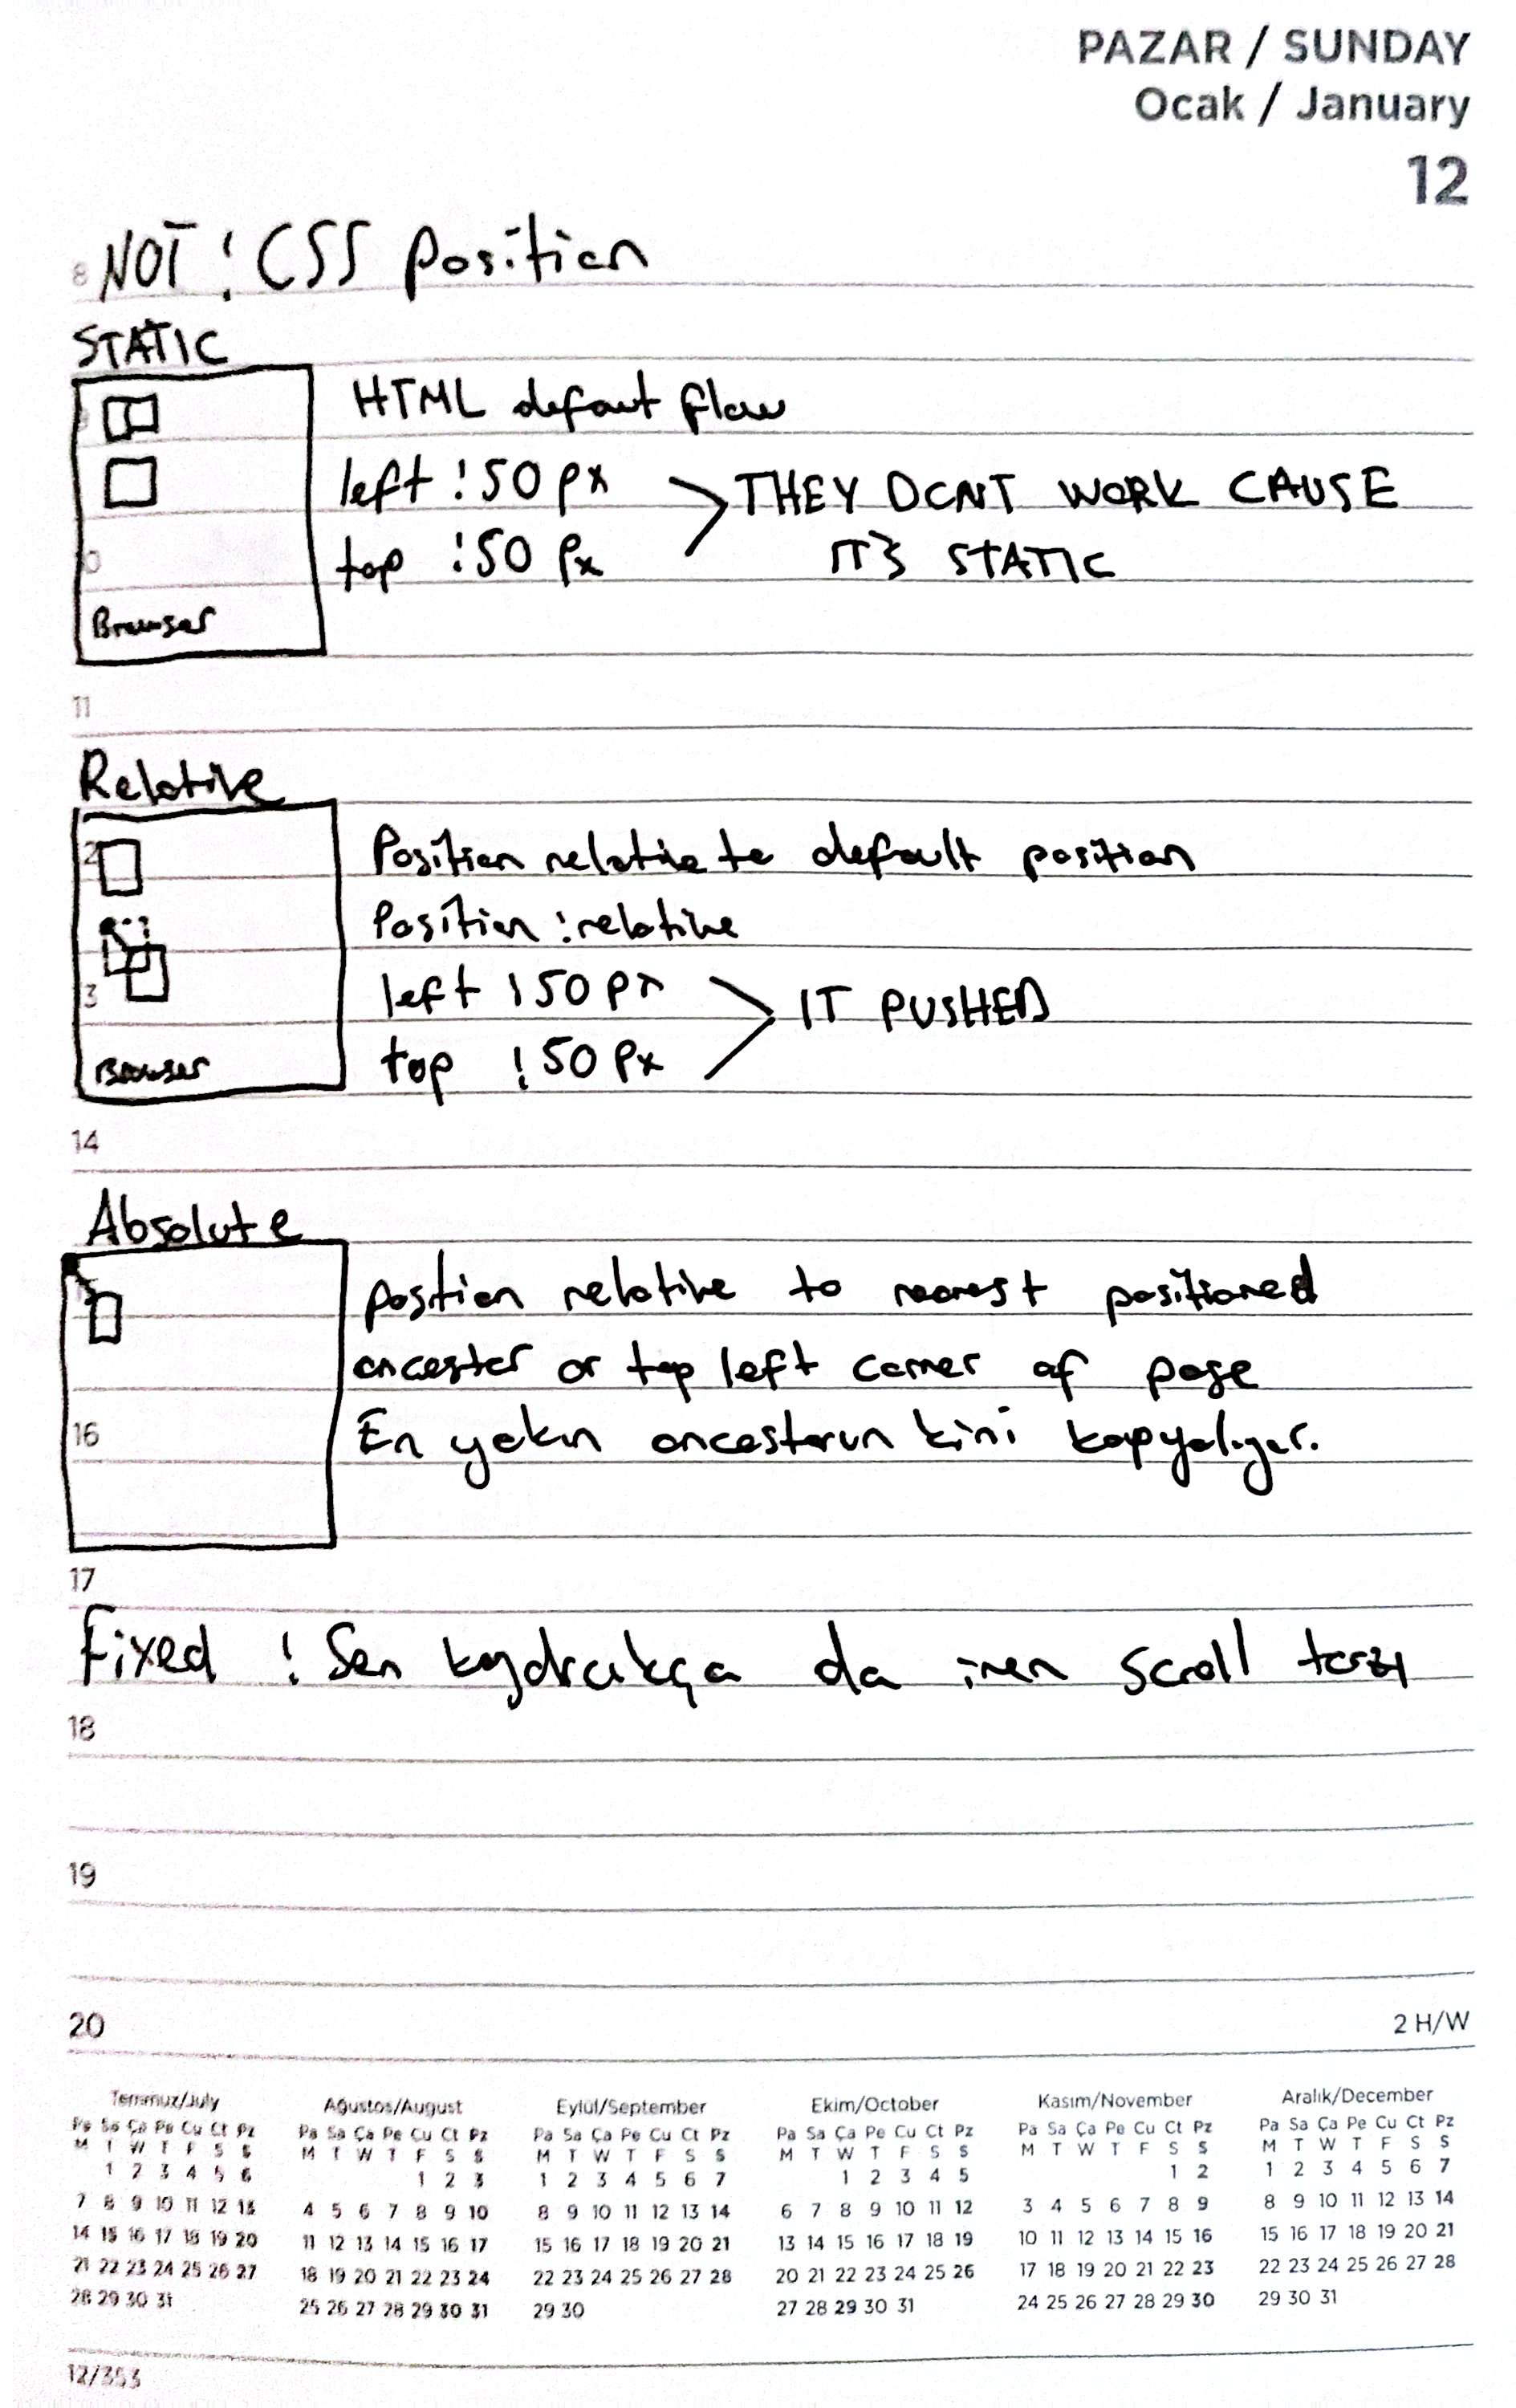 PAZAR / SUNDAY
Ocak / January
12
8 NOT : CSS Position
STATIC
HTML defaut flow
left : 50 px
THEY DONT WORK CAUSE
top : 50 Px
IT'S STATIC
Browser
11
Relative
Position relative to default position
Position : relative
left : 50 px
IT PUSHED
top : 50 Px
Browser
14
Absolute
postion relative to nearest positioned
ancester or top left corner of page
16 En yakın ancesterun kini kopyalıyor.
17
Fixed : Sen kaydırdıkça da inen scroll tarzı
18
19
20
2 H/W
Temmuz/July Ağustos/August Eylül/September Ekim/October Kasım/November Aralık/December
Pa Sa Ça Pe Cu Ct Pz Pa Sa Ça Pe Cu Ct Pz Pa Sa Ça Pe Cu Ct Pz Pa Sa Ça Pe Cu Ct Pz Pa Sa Ça Pe Cu Ct Pz Pa Sa Ça Pe Cu Ct Pz
M T W T F S S M T W T F S S M T W T F S S M T W T F S S M T W T F S S M T W T F S S
1 2 3 4 5 6 1 2 3 1 2 3 4 5 6 7 1 2 3 4 5 1 2 1 2 3 4 5 6 7
7 8 9 10 11 12 13 4 5 6 7 8 9 10 8 9 10 11 12 13 14 6 7 8 9 10 11 12 3 4 5 6 7 8 9 8 9 10 11 12 13 14
14 15 16 17 18 19 20 11 12 13 14 15 16 17 15 16 17 18 19 20 21 13 14 15 16 17 18 19 10 11 12 13 14 15 16 15 16 17 18 19 20 21
21 22 23 24 25 26 27 18 19 20 21 22 23 24 22 23 24 25 26 27 28 20 21 22 23 24 25 26 17 18 19 20 21 22 23 22 23 24 25 26 27 28
28 29 30 31 25 26 27 28 29 30 31 29 30 27 28 29 30 31 24 25 26 27 28 29 30 29 30 31
12/353